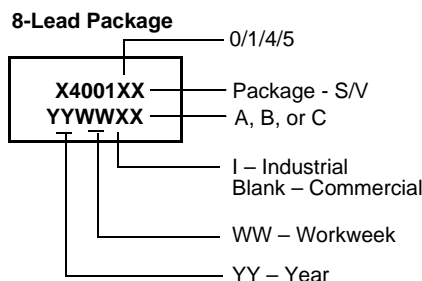 8-Lead Package
0/1/4/5
X4001XX
Package - S/V
YYWWXX
A, B, or C
I – Industrial
Blank – Commercial
WW – Workweek
YY – Year